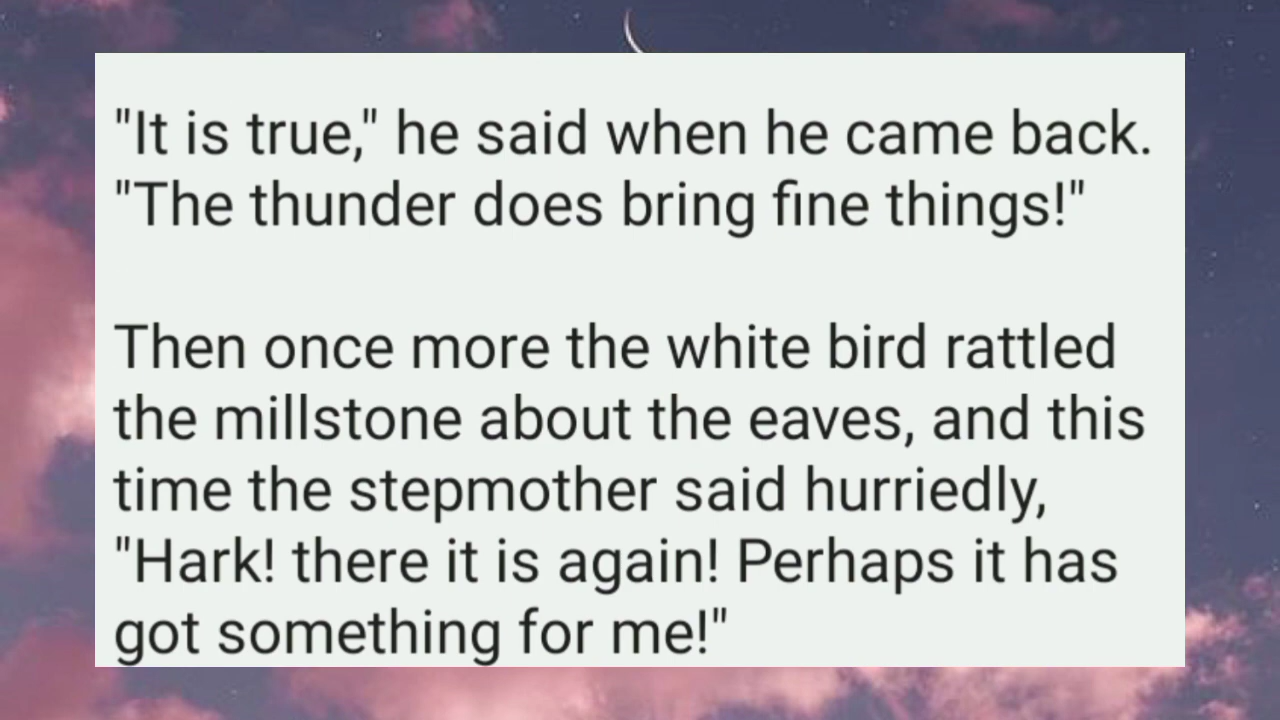 "It is true," he said when he came back.
"The thunder does bring fine things!"
Then once more the white bird rattled
the millstone about the eaves, and this
time the stepmother said hurriedly,
"Hark! there it is again! Perhaps it has
got something for me!"